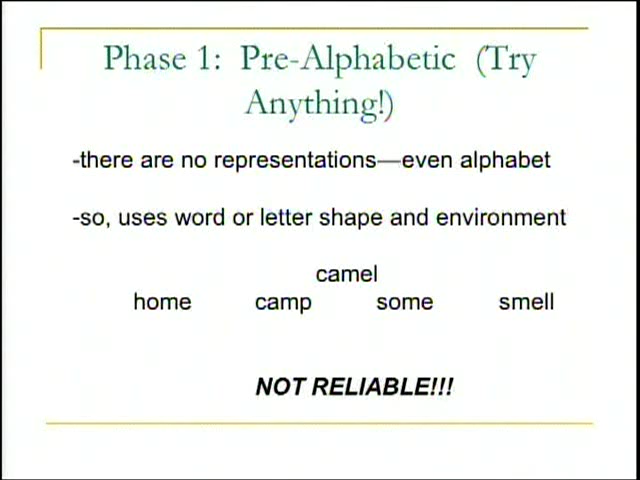 Phase 1: Pre-Alphabetic (Try
Anything!)
-there are no representations—even alphabet
-so, uses word or letter shape and environment
camel
home camp some smell
NOT RELIABLE!!!